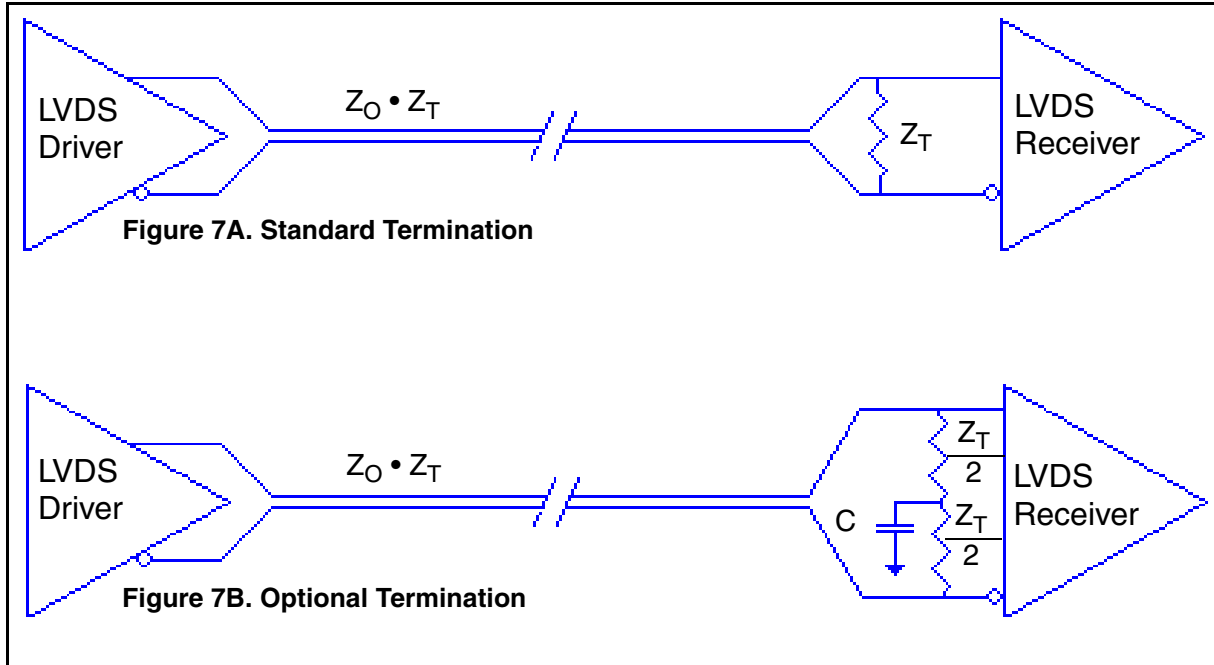 LVDS
Driver
Z_O • Z_T
Z_T
LVDS
Receiver
Figure 7A. Standard Termination
LVDS
Driver
Z_O • Z_T
C
Z_T
2
Z_T
2
LVDS
Receiver
Figure 7B. Optional Termination